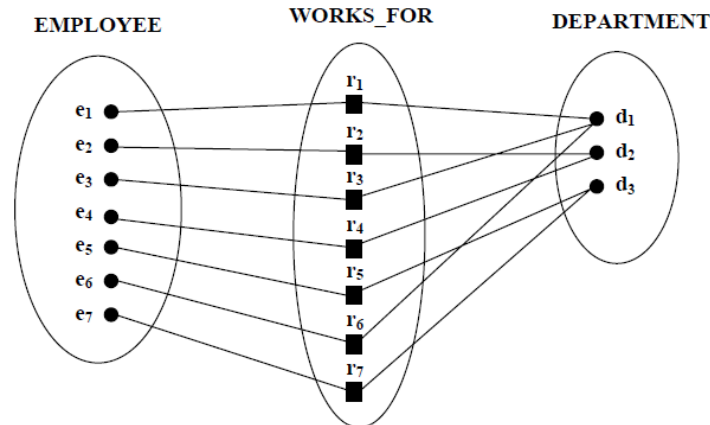 EMPLOYEE
WORKS_FOR
DEPARTMENT
e1
e2
e3
e4
e5
e6
e7
r1
r2
r3
r4
r5
r6
r7
d1
d2
d3